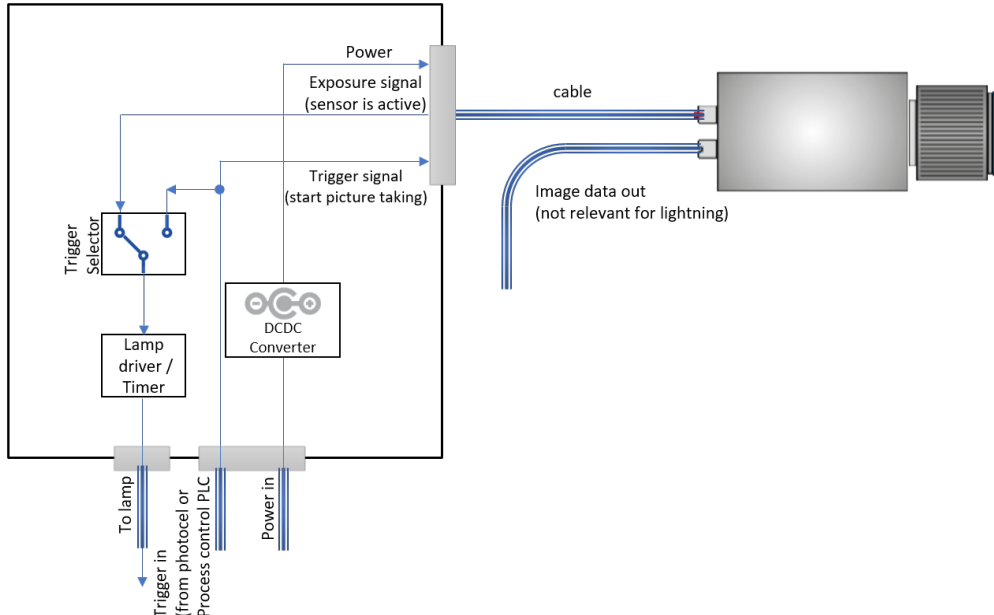 Power
Exposure signal
(sensor is active)
cable
Trigger signal
(start picture taking)
Image data out
(not relevant for lightning)
Trigger
Selector
DCDC
Converter
Lamp
driver /
Timer
To lamp
Trigger in
(from photocel or
Process control PLC
Power in